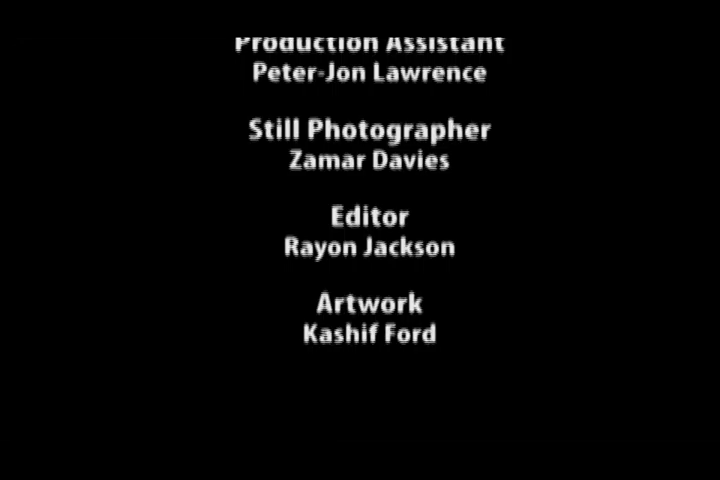 Production Assistant
Peter-Jon Lawrence
Still Photographer
Zamar Davies
Editor
Rayon Jackson
Artwork
Kashif Ford